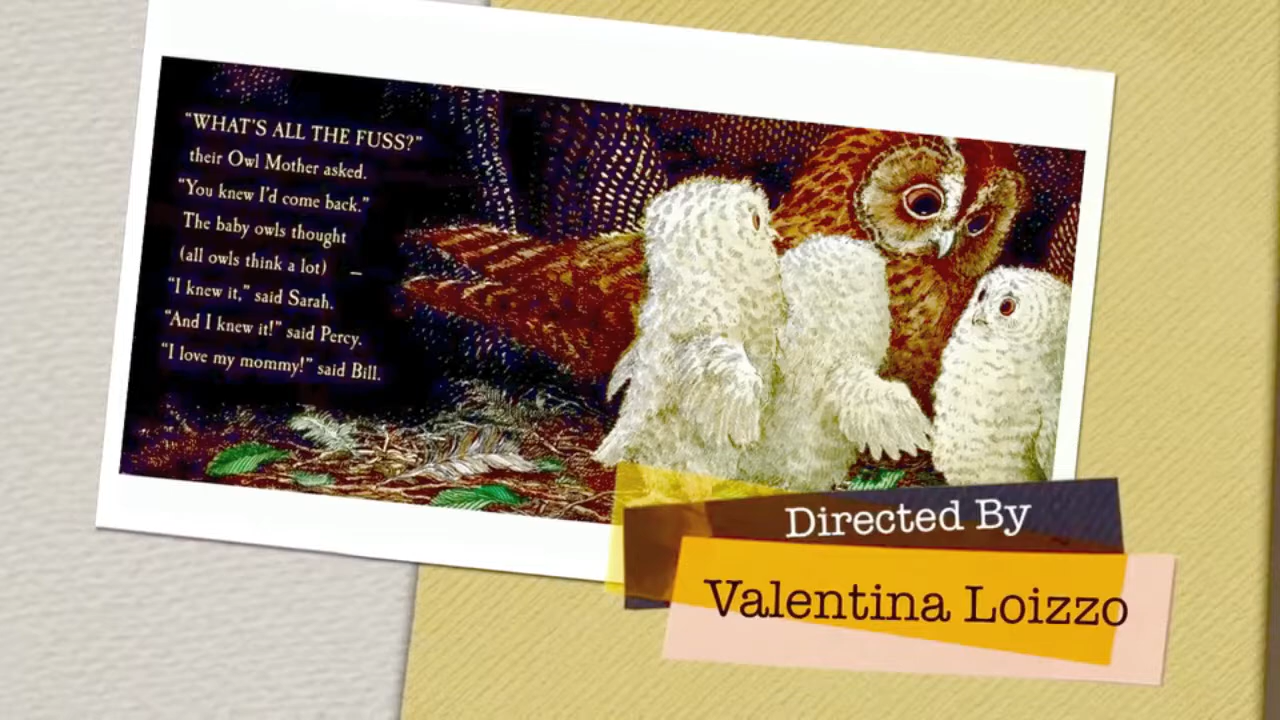 "WHAT'S ALL THE FUSS?"
their Owl Mother asked.
"You knew I'd come back."
The baby owls thought
(all owls think a lot) –
"I knew it," said Sarah.
"And I knew it!" said Percy.
"I love my mommy!" said Bill.
Directed By
Valentina Loizzo